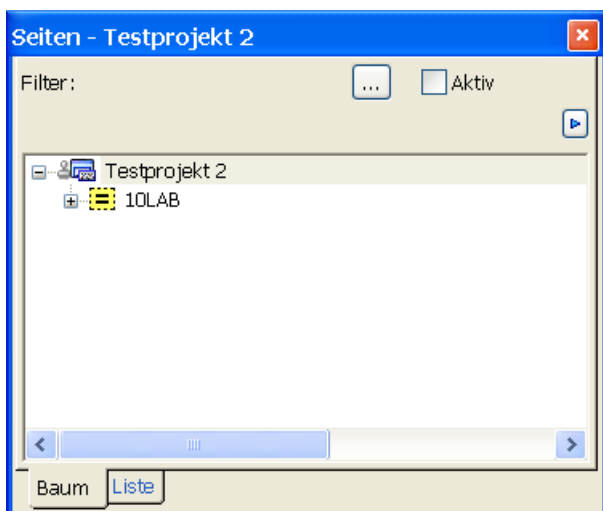 Seiten - Testprojekt 2
Filter: ... Aktiv
Testprojekt 2
10LAB
Baum Liste